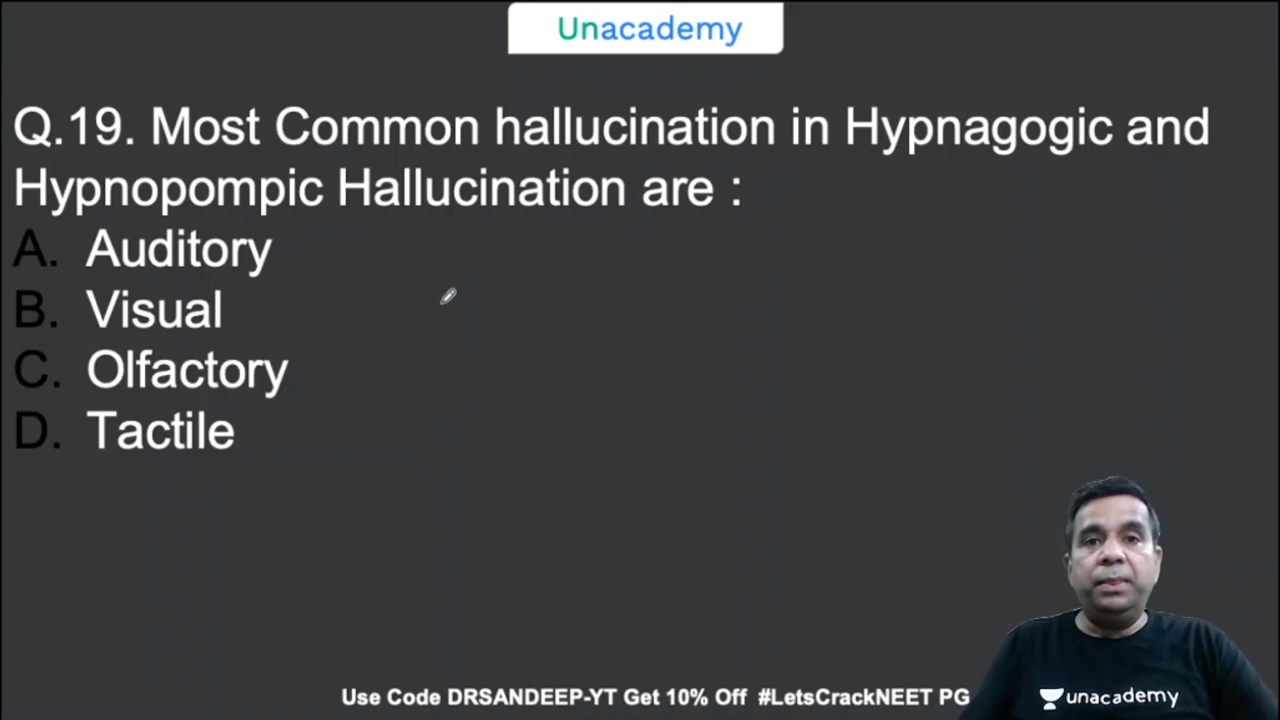 Unacademy
Q.19. Most Common hallucination in Hypnagogic and
Hypnopompic Hallucination are :
A. Auditory
B. Visual
C. Olfactory
D. Tactile
unacademy
Use Code DRSANDEEP-YT Get 10% Off #LetsCrackNEET PG